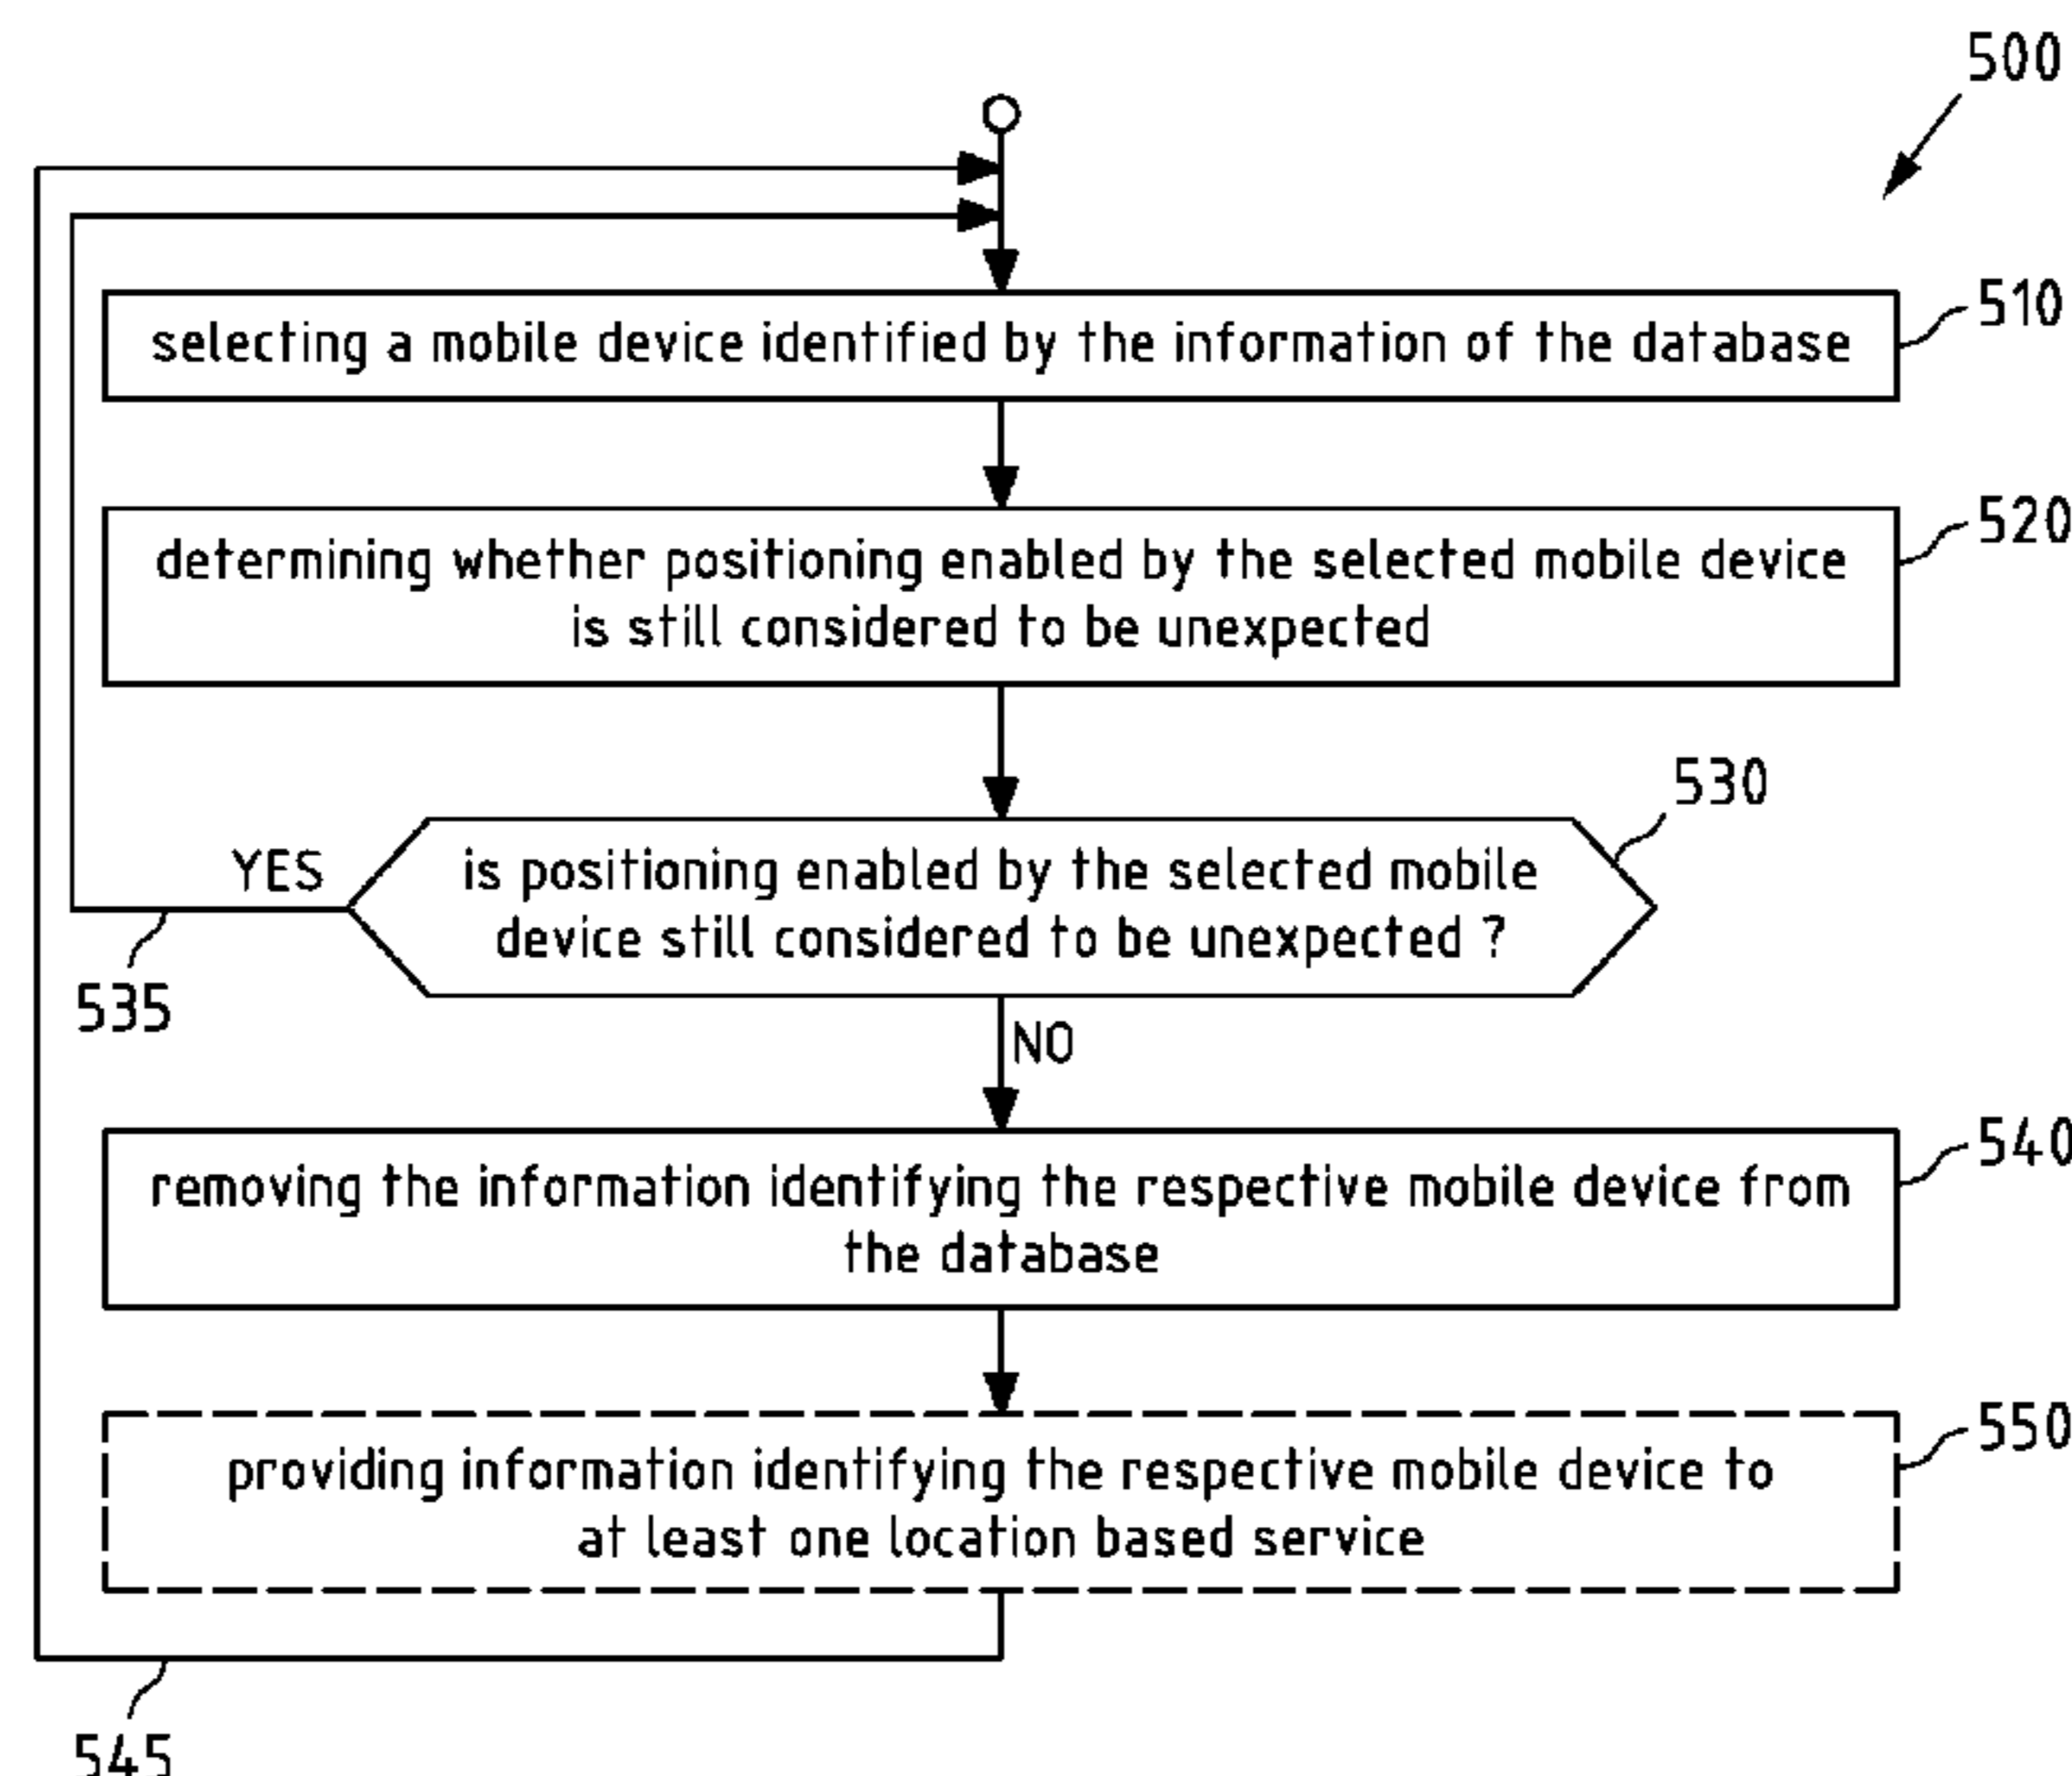 500
selecting a mobile device identified by the information of the database
510
determining whether positioning enabled by the selected mobile device
is still considered to be unexpected
520
530
YES
is positioning enabled by the selected mobile
device still considered to be unexpected ?
535
NO
removing the information identifying the respective mobile device from
the database
540
providing information identifying the respective mobile device to
at least one location based service
550
545